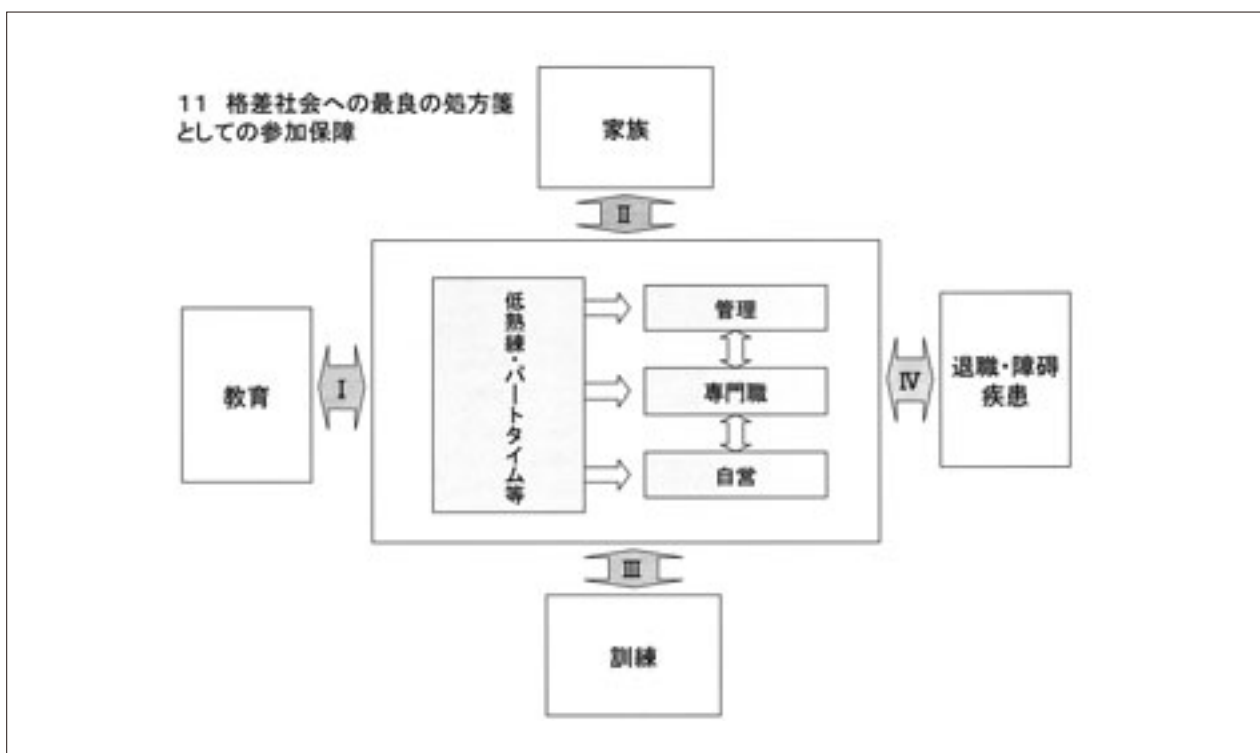 11 格差社会への最良の処方箋
としての参加保障
家族
Ⅱ
教育
Ⅰ
低熟練・パートタイム等
管理
専門職
自営
Ⅳ
退職・障碍
疾患
Ⅲ
訓練